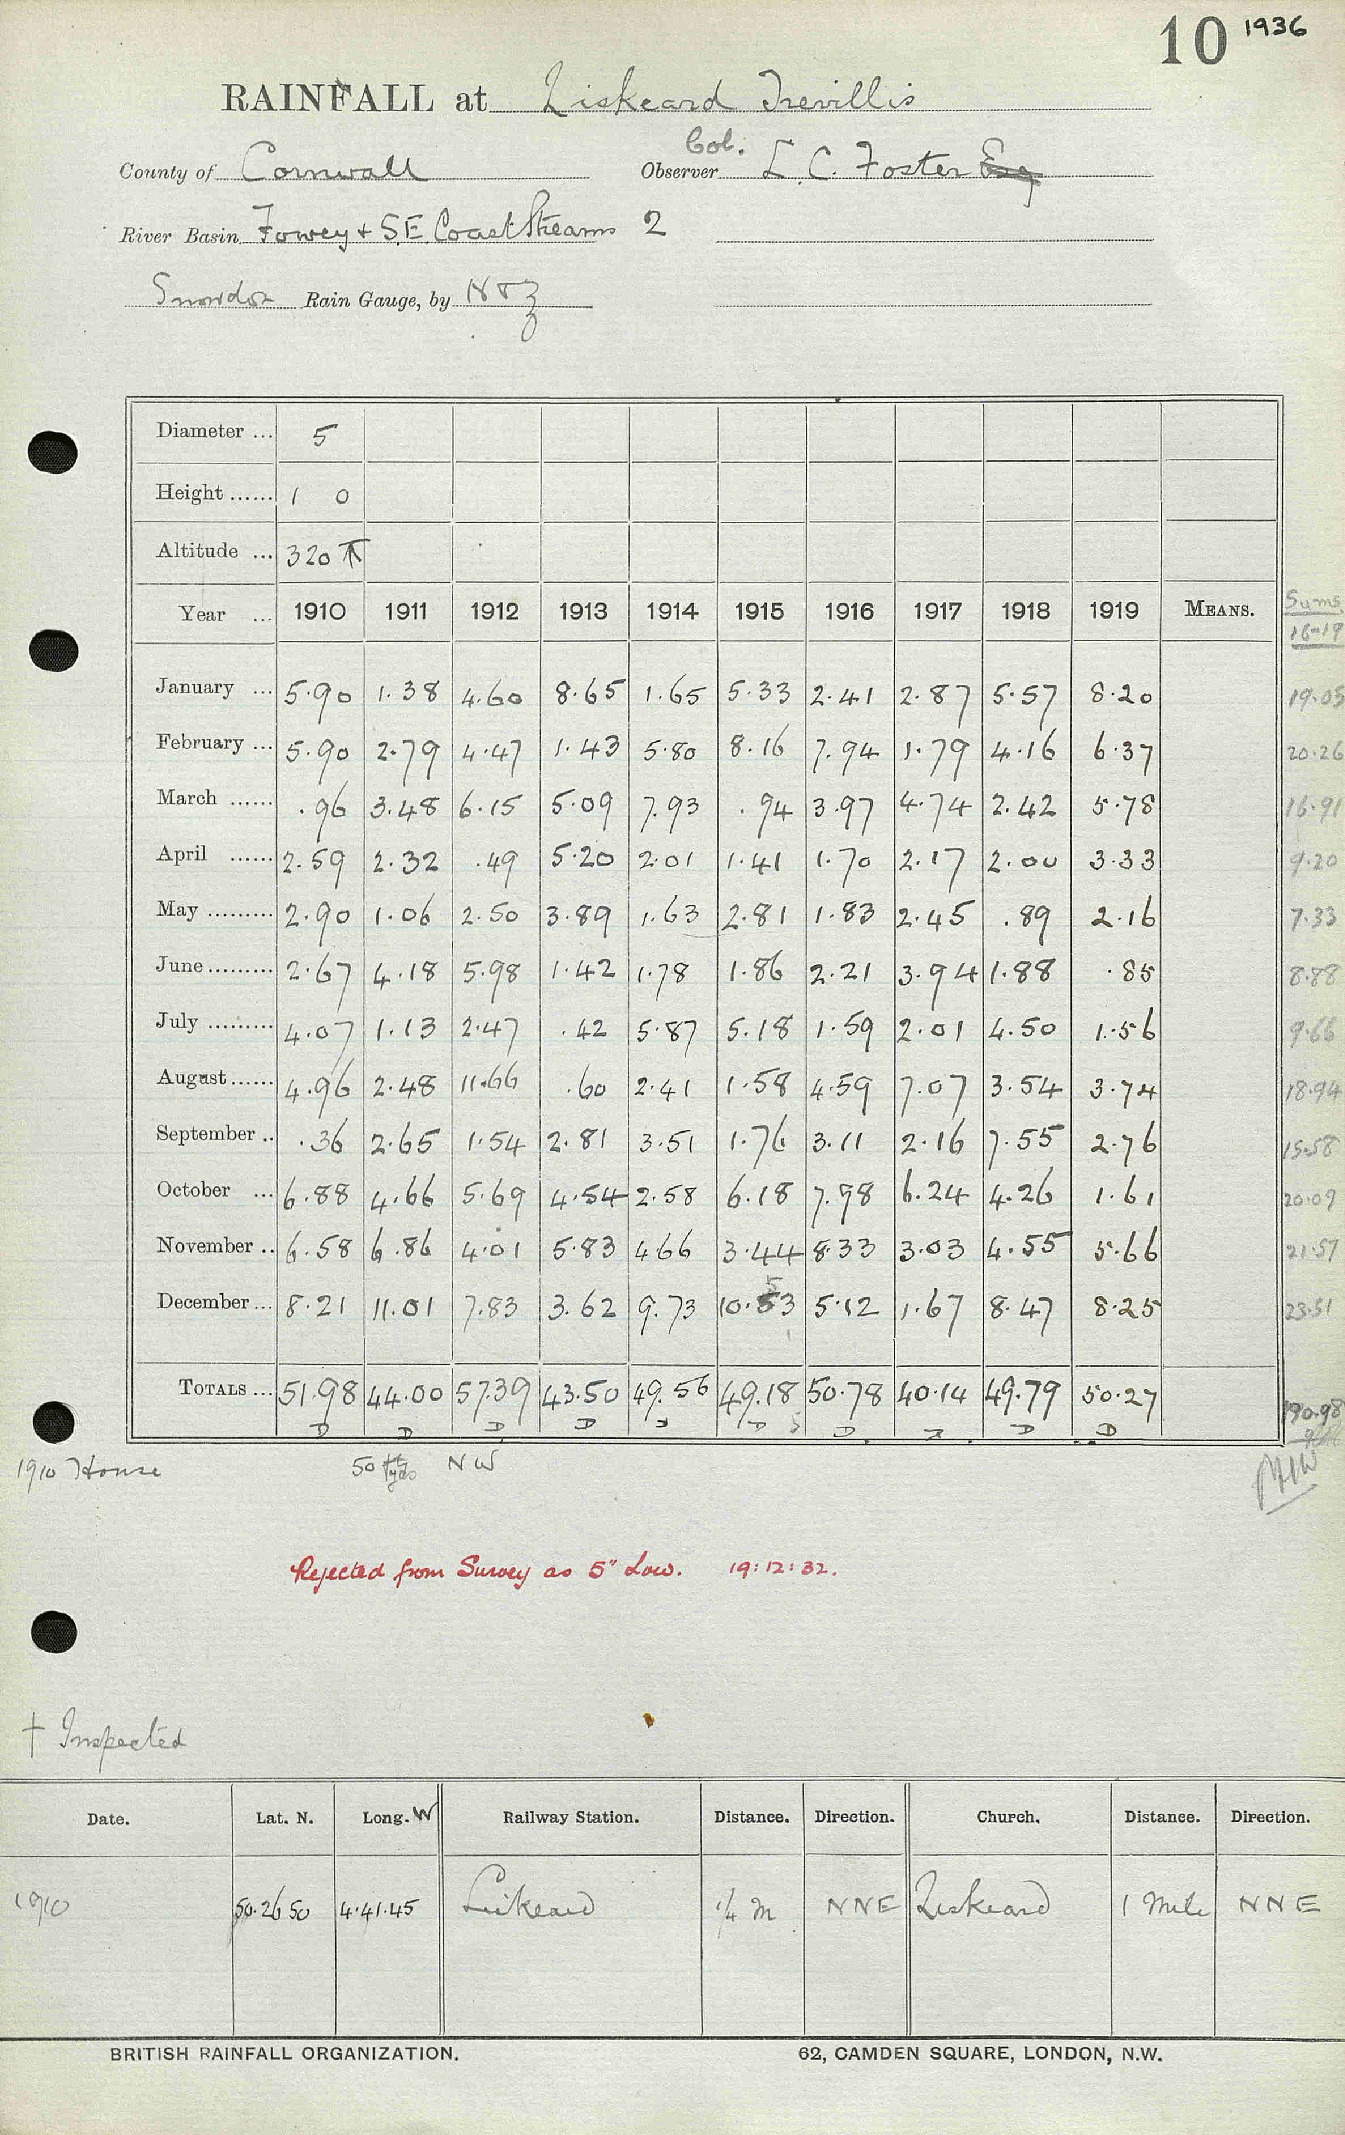 10 1936
RAINFALL at Liskeard Trevillis
Col.
County of Cornwall Observer L. C. Foster Esq
River Basin Fowey + S.E. Coast Streams 2
Snowdon Rain Gauge, by N & Z
Diameter ... 5
Height ...... 1 0
Altitude ... 320 T
Year ... 1910 1911 1912 1913 1914 1915 1916 1917 1918 1919 MEANS. Sums 16-19
January ... 5.90 1.38 4.60 8.65 1.65 5.33 2.41 2.87 5.57 8.20 19.05
February ... 5.90 2.79 4.47 1.43 5.80 8.16 7.94 1.79 4.16 6.37 20.26
March ...... .96 3.48 6.15 5.09 7.93 .94 3.97 4.74 2.42 5.78 16.91
April ...... 2.59 2.32 .49 5.20 2.01 1.41 1.70 2.17 2.00 3.33 9.20
May ......... 2.90 1.06 2.50 3.89 1.63 2.81 1.83 2.45 .89 2.16 7.33
June ......... 2.67 4.18 5.98 1.42 1.78 1.86 2.21 3.94 1.88 .85 8.88
July ......... 4.07 1.13 2.47 .42 5.87 5.18 1.59 2.01 4.50 1.56 9.66
August ...... 4.96 2.48 11.66 .60 2.41 1.58 4.59 7.07 3.54 3.74 18.94
September .. .36 2.65 1.54 2.81 3.51 1.76 3.11 2.16 7.55 2.76 15.58
October ... 6.88 4.66 5.69 4.54 2.58 6.18 7.98 6.24 4.26 1.61 20.09
November .. 6.58 6.86 4.01 5.83 4.66 3.44 8.33 3.03 4.55 5.66 21.57
December ... 8.21 11.01 7.83 3.62 9.73 10.53 5.12 1.67 8.47 8.25 23.51
TOTALS ... 51.98 44.00 57.39 43.50 49.56 49.18 50.78 40.14 49.79 50.27 190.98
D D D D D D D D D D
1910 House 50 yds NW
Rejected from Survey as 5" Low. 19:12:32.
† Inspected
Date. Lat. N. Long. W Railway Station. Distance. Direction. Church. Distance. Direction.
1910 50.26 50 4.41.45 Liskeard 1/4 m NNE Liskeard 1 Mile NNE
BRITISH RAINFALL ORGANIZATION. 62, CAMDEN SQUARE, LONDON, N.W.